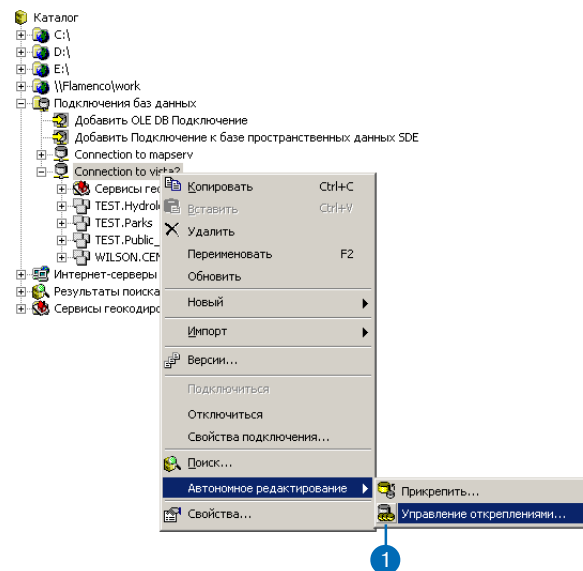 Каталог
C:\
D:\
E:\
\\Flamenco\work
Подключения баз данных
Добавить OLE DB Подключение
Добавить Подключение к базе пространственных данных SDE
Connection to mapserv
Connection to vista2
Сервисы гео
TEST.Hydrolo
TEST.Parks
TEST.Public_
WILSON.CEN
Интернет-серверы
Результаты поиска
Сервисы геокодиро
Копировать Ctrl+C
Вставить Ctrl+V
Удалить
Переименовать F2
Обновить
Новый
Импорт
Версии...
Подключиться
Отключиться
Свойства подключения...
Поиск...
Автономное редактирование
Свойства...
Прикрепить...
Управление откреплениями...
1